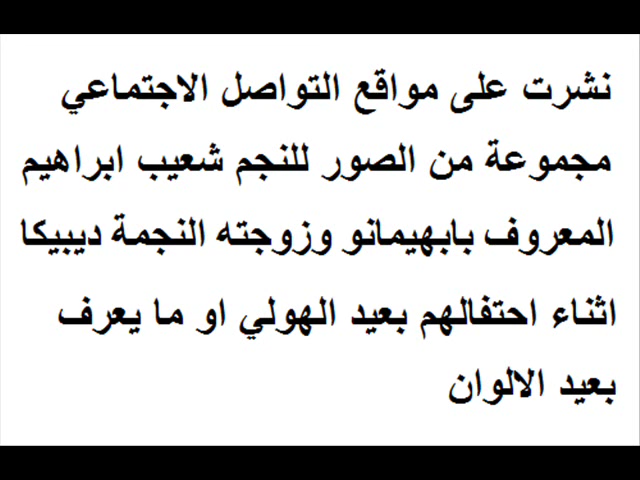 نشرت على مواقع التواصل الاجتماعي
مجموعة من الصور للنجم شعيب ابراهيم
المعروف بابهيمانو وزوجته النجمة ديبيكا
اثناء احتفالهم بعيد الهولي او ما يعرف
بعيد الالوان